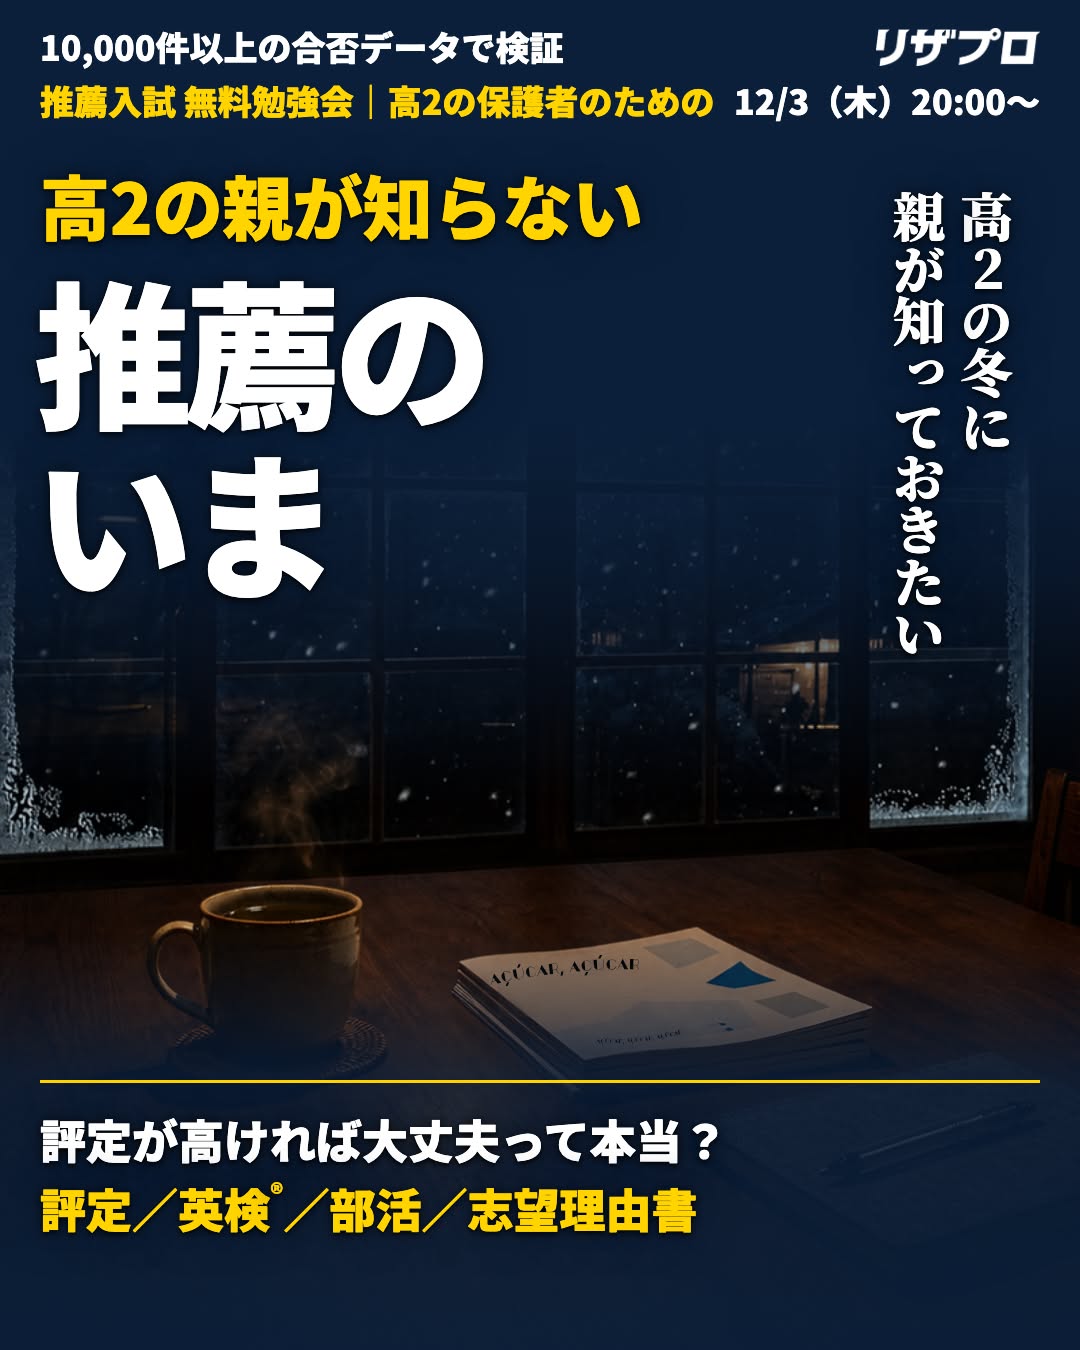 10,000件以上の合否データで検証
リザプロ
推薦入試 無料勉強会｜高2の保護者のための
12/3（木）20:00〜
高2の親が知らない
推薦の
いま
高2の冬に
親が知っておきたい
AÇÚCAR, AÇÚCAR
AÇÚCAR, AÇÚCAR, AÇÚCAR
評定が高ければ大丈夫って本当？
評定／英検®／部活／志望理由書